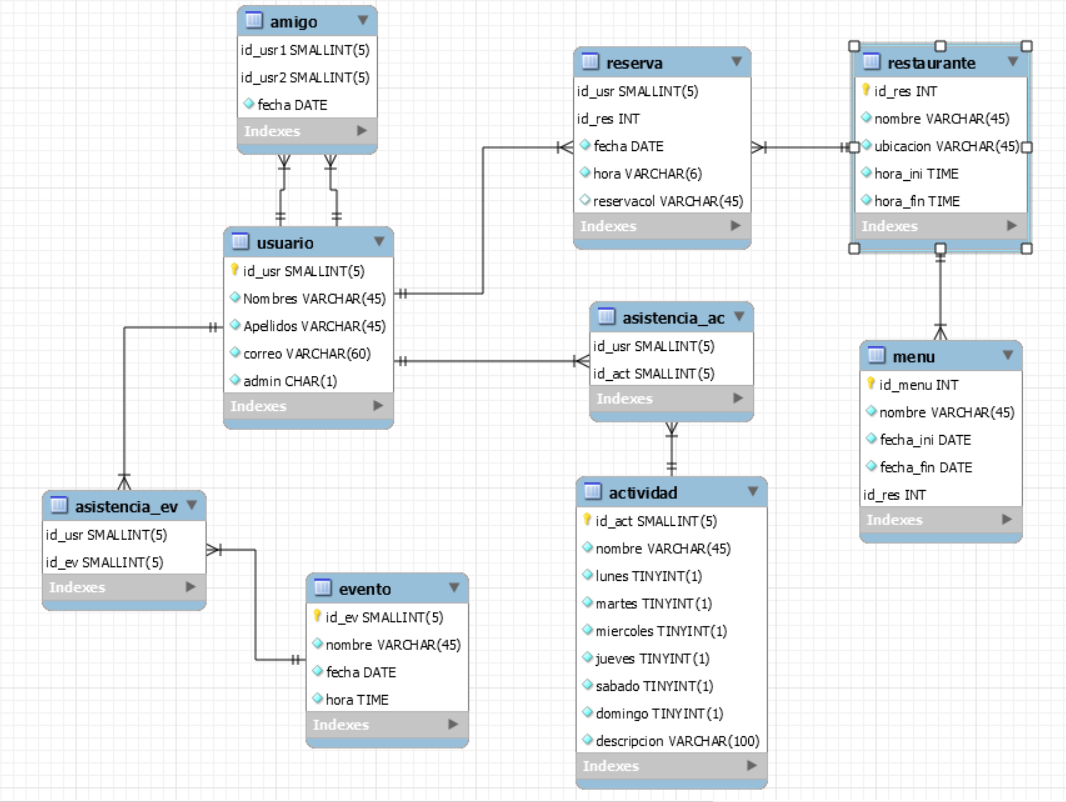 amigo
id_usr1 SMALLINT(5)
id_usr2 SMALLINT(5)
fecha DATE
Indexes
reserva
id_usr SMALLINT(5)
id_res INT
fecha DATE
hora VARCHAR(6)
reservacol VARCHAR(45)
Indexes
restaurante
id_res INT
nombre VARCHAR(45)
ubicacion VARCHAR(45)
hora_ini TIME
hora_fin TIME
Indexes
usuario
id_usr SMALLINT(5)
Nombres VARCHAR(45)
Apellidos VARCHAR(45)
correo VARCHAR(60)
admin CHAR(1)
Indexes
asistencia_ac
id_usr SMALLINT(5)
id_act SMALLINT(5)
Indexes
menu
id_menu INT
nombre VARCHAR(45)
fecha_ini DATE
fecha_fin DATE
id_res INT
Indexes
asistencia_ev
id_usr SMALLINT(5)
id_ev SMALLINT(5)
Indexes
actividad
id_act SMALLINT(5)
nombre VARCHAR(45)
lunes TINYINT(1)
martes TINYINT(1)
miercoles TINYINT(1)
jueves TINYINT(1)
sabado TINYINT(1)
domingo TINYINT(1)
descripcion VARCHAR(100)
Indexes
evento
id_ev SMALLINT(5)
nombre VARCHAR(45)
fecha DATE
hora TIME
Indexes